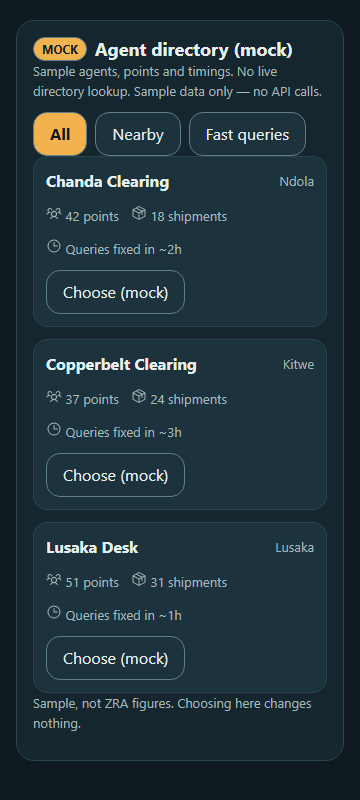 MOCK Agent directory (mock)
Sample agents, points and timings. No live
directory lookup. Sample data only — no API calls.
All Nearby Fast queries
Chanda Clearing Ndola
42 points 18 shipments
Queries fixed in ~2h
Choose (mock)
Copperbelt Clearing Kitwe
37 points 24 shipments
Queries fixed in ~3h
Choose (mock)
Lusaka Desk Lusaka
51 points 31 shipments
Queries fixed in ~1h
Choose (mock)
Sample, not ZRA figures. Choosing here changes
nothing.